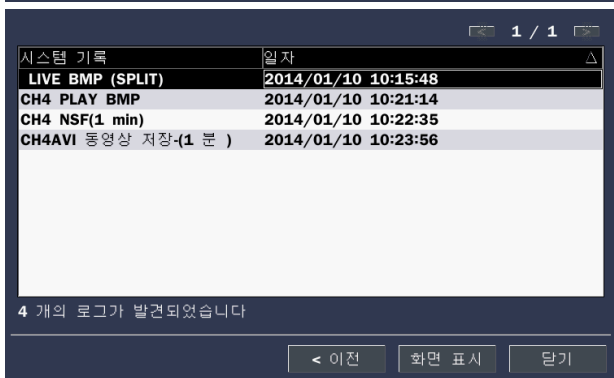 1 / 1
시스템 기록 일자
LIVE BMP (SPLIT) 2014/01/10 10:15:48
CH4 PLAY BMP 2014/01/10 10:21:14
CH4 NSF(1 min) 2014/01/10 10:22:35
CH4AVI 동영상 저장-(1 분 ) 2014/01/10 10:23:56
4 개의 로그가 발견되었습니다
< 이전 화면 표시 닫기